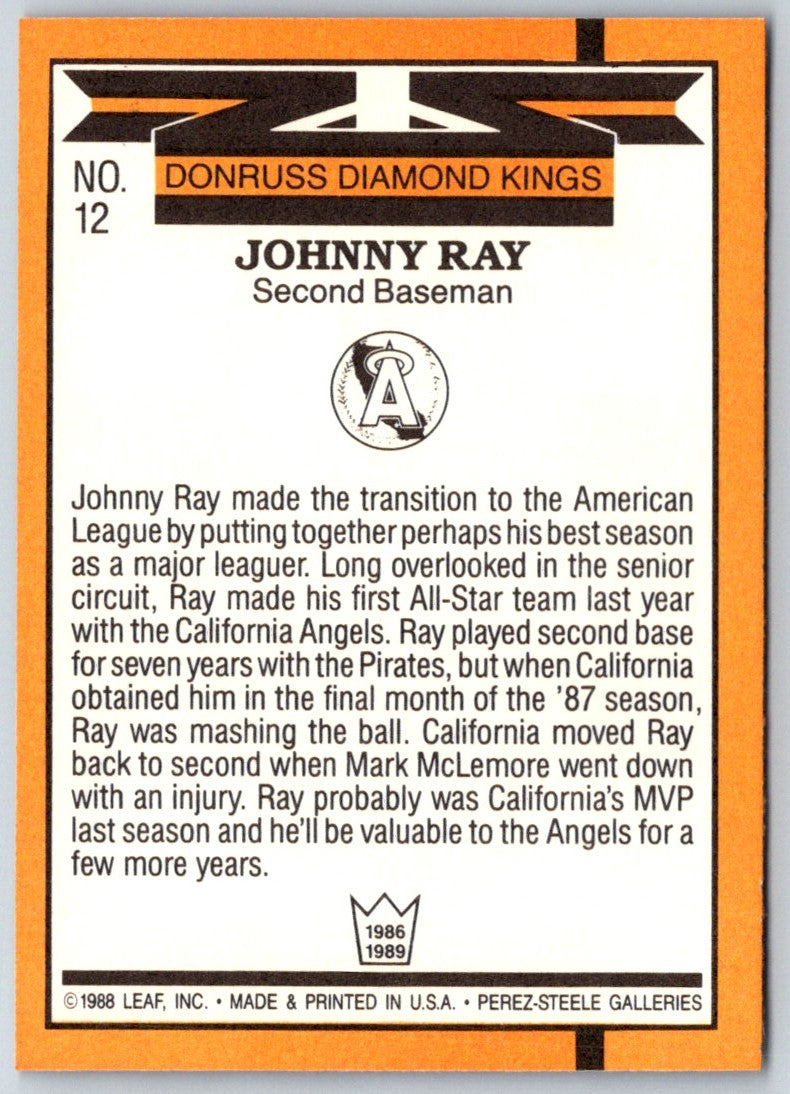 NO.
12
DONRUSS DIAMOND KINGS
JOHNNY RAY
Second Baseman
A
Johnny Ray made the transition to the American
League by putting together perhaps his best season
as a major leaguer. Long overlooked in the senior
circuit, Ray made his first All-Star team last year
with the California Angels. Ray played second base
for seven years with the Pirates, but when California
obtained him in the final month of the '87 season,
Ray was mashing the ball. California moved Ray
back to second when Mark McLemore went down
with an injury. Ray probably was California's MVP
last season and he'll be valuable to the Angels for a
few more years.
1986
1989
©1988 LEAF, INC. • MADE & PRINTED IN U.S.A. • PEREZ-STEELE GALLERIES